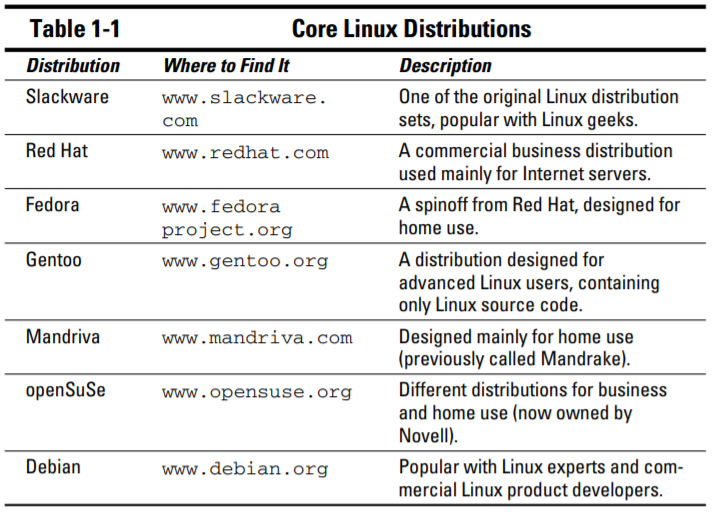 Table 1-1 Core Linux Distributions
Distribution Where to Find It Description
Slackware www.slackware. One of the original Linux distribution
com sets, popular with Linux geeks.
Red Hat www.redhat.com A commercial business distribution
used mainly for Internet servers.
Fedora www.fedora A spinoff from Red Hat, designed for
project.org home use.
Gentoo www.gentoo.org A distribution designed for
advanced Linux users, containing
only Linux source code.
Mandriva www.mandriva.com Designed mainly for home use
(previously called Mandrake).
openSuSe www.opensuse.org Different distributions for business
and home use (now owned by
Novell).
Debian www.debian.org Popular with Linux experts and com-
mercial Linux product developers.